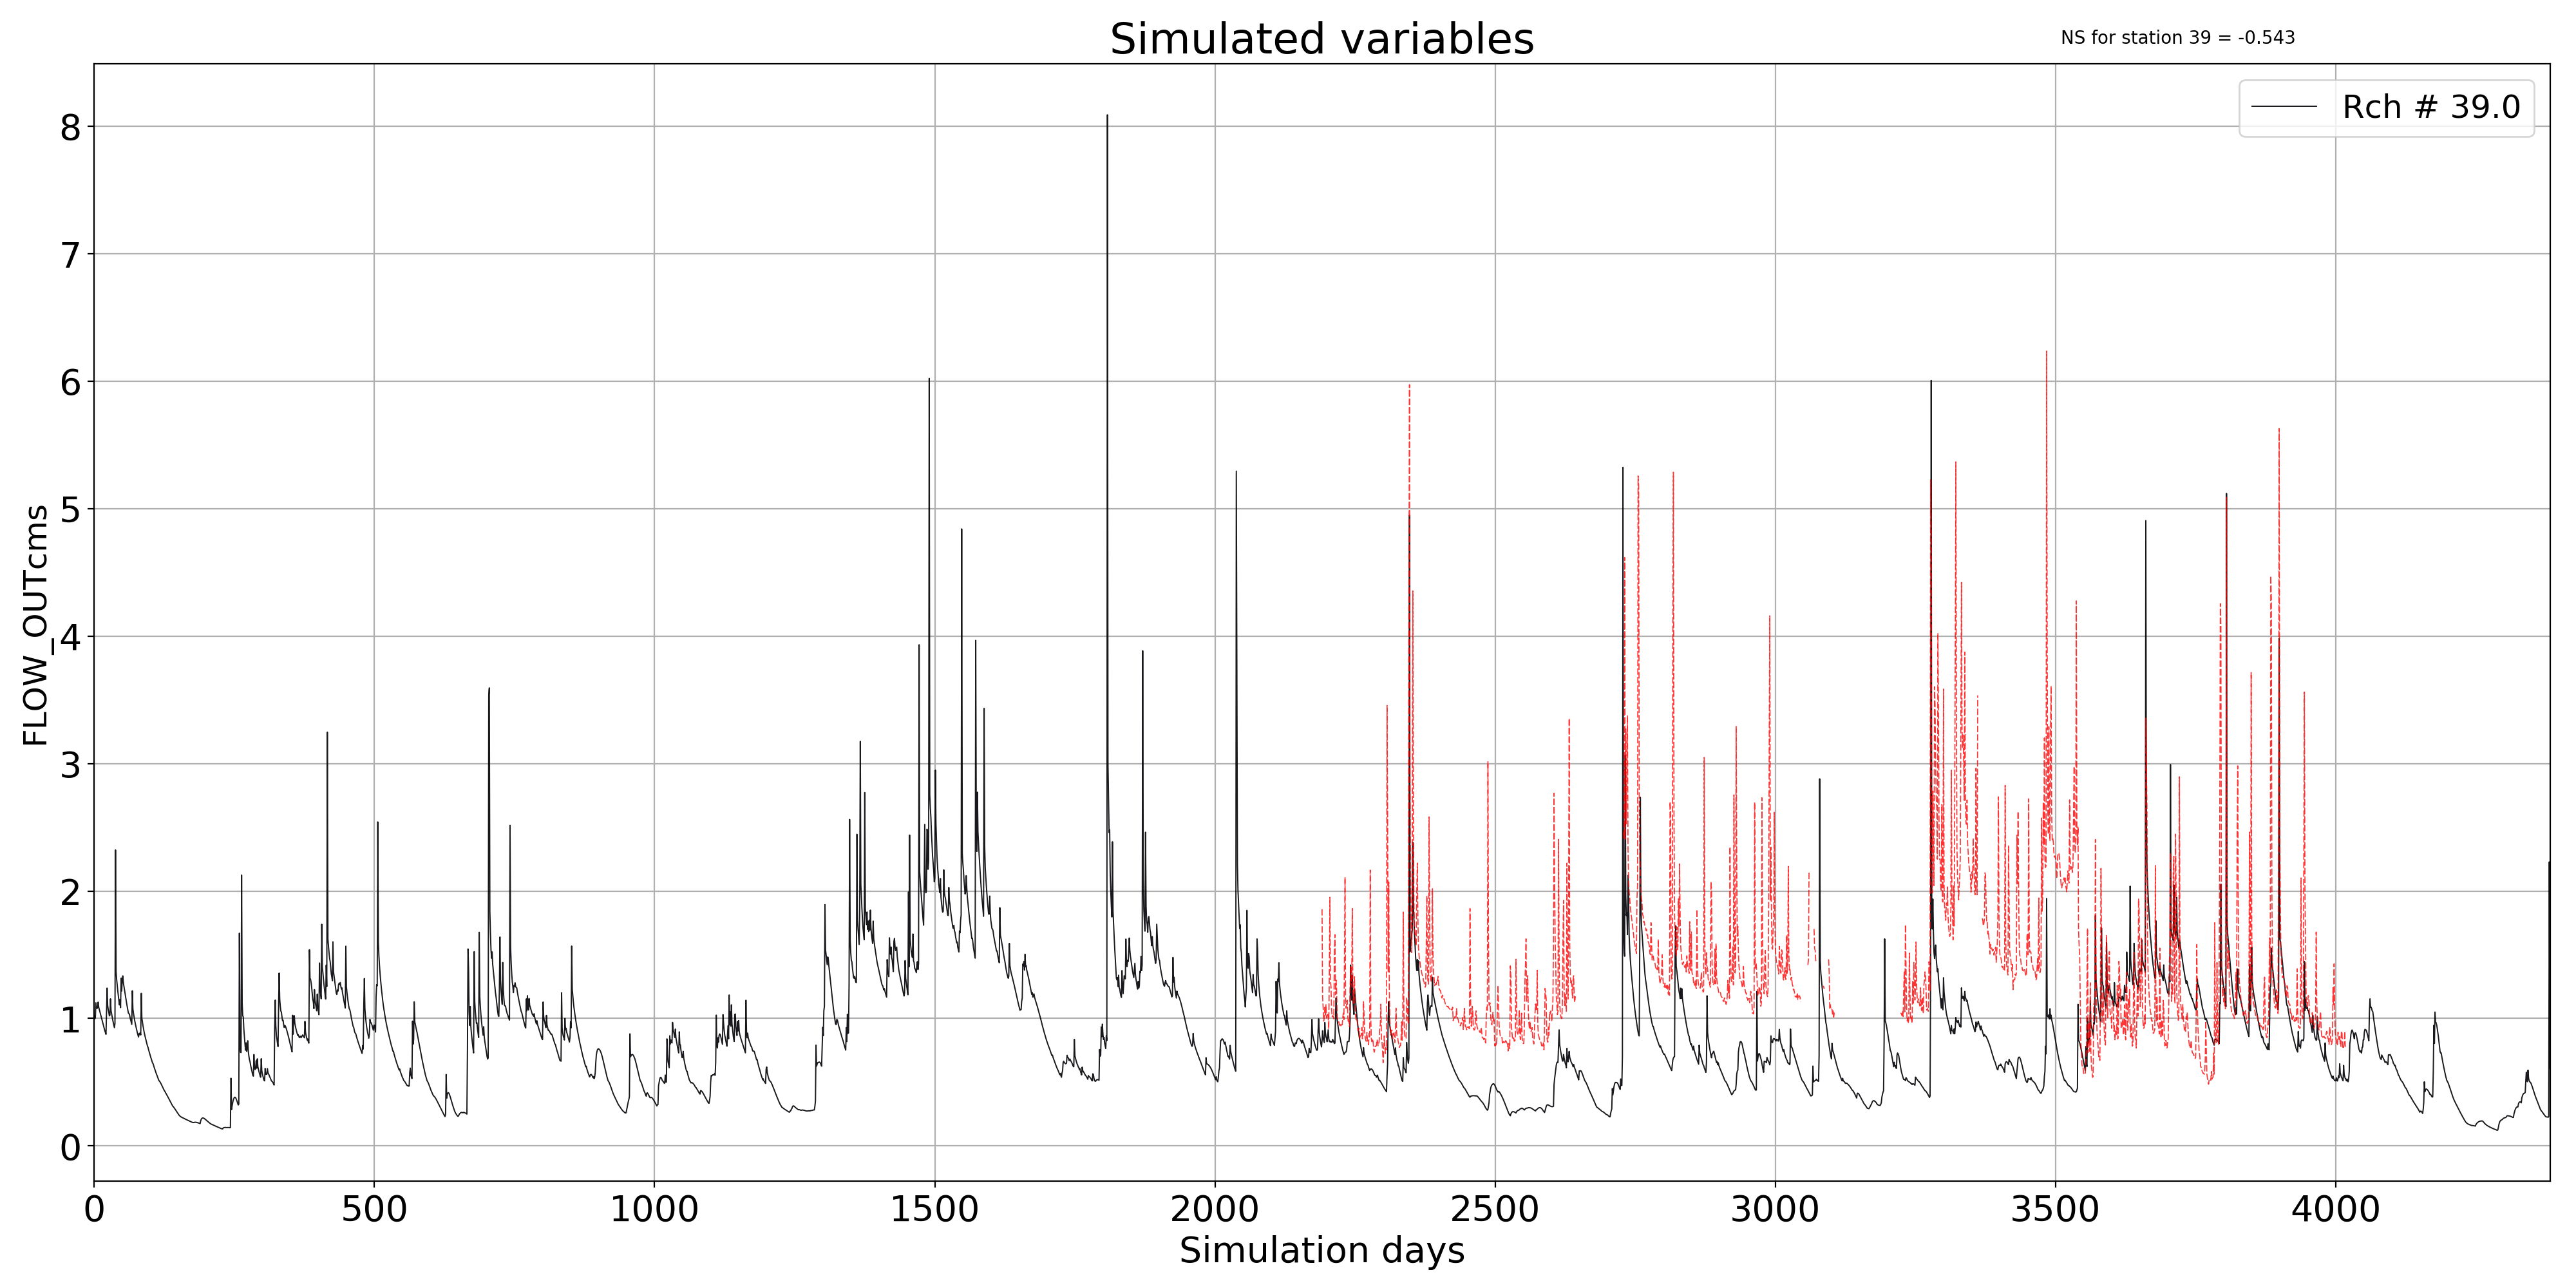 Simulated variables
NS for station 39 = -0.543
Rch # 39.0
8
7
6
5
4
3
2
1
0
FLOW_OUTcms
0 500 1000 1500 2000 2500 3000 3500 4000
Simulation days